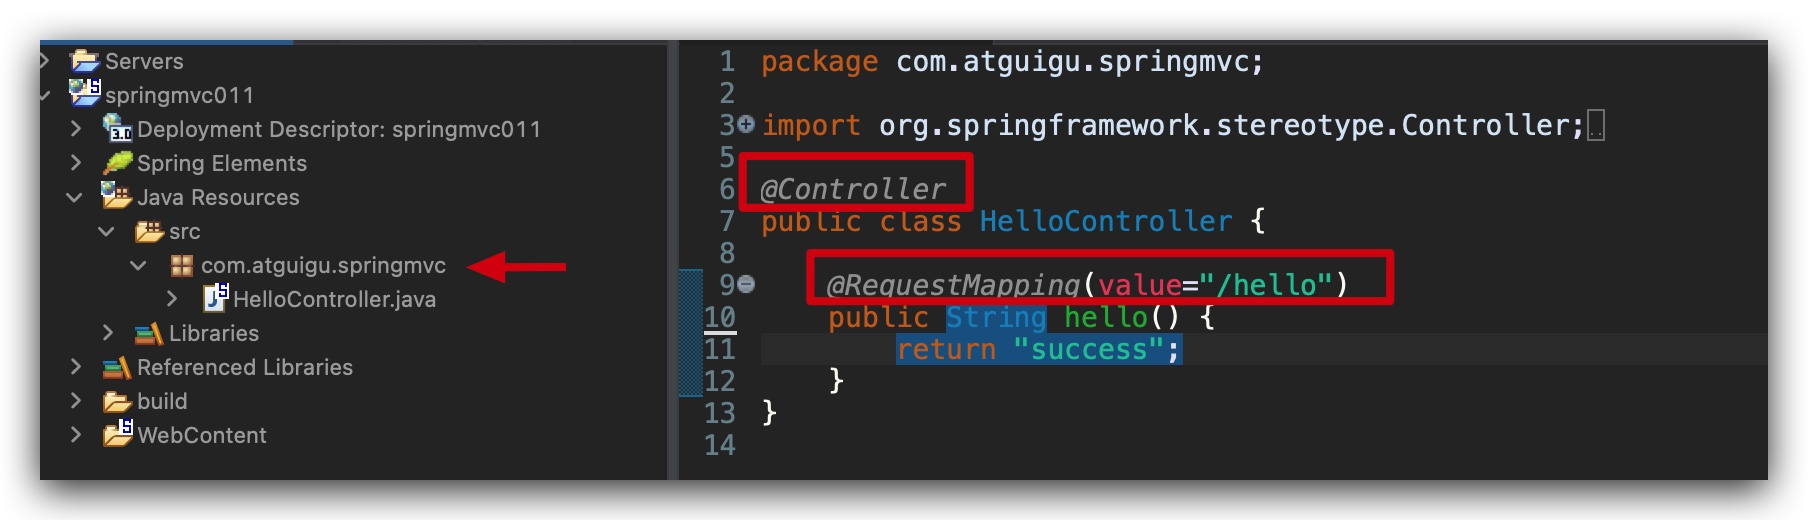 Servers
springmvc011
3.0 Deployment Descriptor: springmvc011
Spring Elements
Java Resources
src
com.atguigu.springmvc
HelloController.java
Libraries
Referenced Libraries
build
WebContent
1 package com.atguigu.springmvc;
2
3 import org.springframework.stereotype.Controller;
5
6 @Controller
7 public class HelloController {
8
9 @RequestMapping(value="/hello")
10 public String hello() {
11 return "success";
12 }
13 }
14